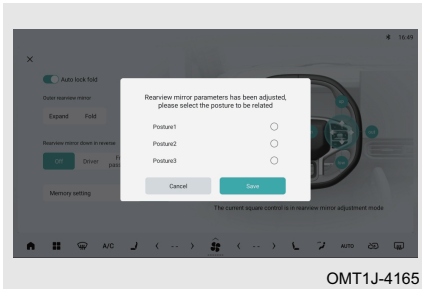 16:49
Auto lock fold
Outer rearview mirror
Expand Fold
Rearview mirror down in reverse
Off Driver
Memory setting
Rearview mirror parameters has been adjusted,
please select the posture to be related
Posture1
Posture2
Posture3
Cancel Save
The current square control is in rearview mirror adjustment mode
A/C < -- > < -- > AUTO
OMT1J-4165